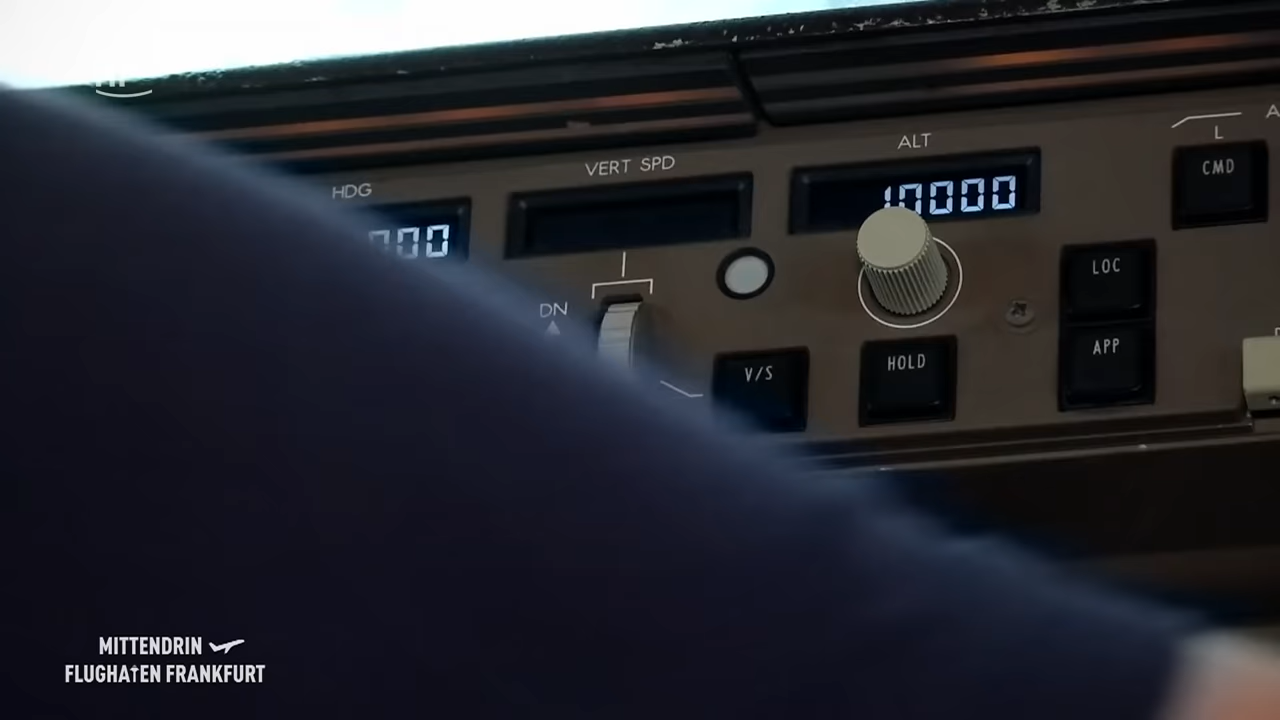 ALT
VERT SPD
HDG
L
CMD
10000
000
LOC
DN
APP
HOLD
V/S
MITTENDRIN
FLUGHAFEN FRANKFURT